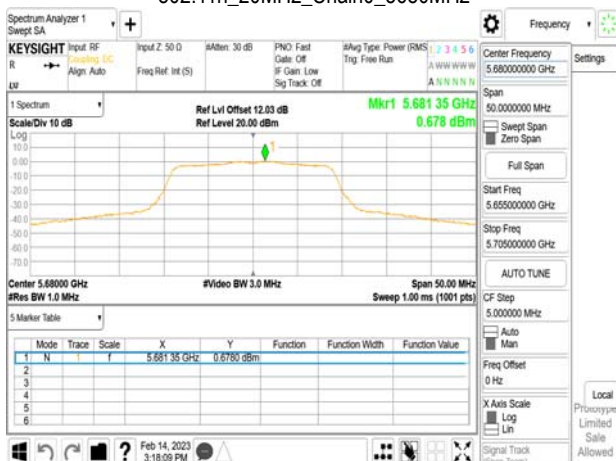 802.11n_20MHz_Chain0_5680MHz
Spectrum Analyzer 1
Swept SA
+
Frequency
KEYSIGHT
R
LVI
Input: RF
Coupling: DC
Align: Auto
Input Z: 50 Ω
Freq Ref: Int (S)
#Atten: 30 dB
PNO: Fast
Gate: Off
IF Gain: Low
Sig Track: Off
#Avg Type: Power (RMS
Trig: Free Run
1 2 3 4 5 6
A WW WW W
A N N N N N
Center Frequency
5.680000000 GHz
Settings
Span
50.0000000 MHz
Swept Span
Zero Span
Full Span
Start Freq
5.655000000 GHz
Stop Freq
5.705000000 GHz
AUTO TUNE
CF Step
5.000000 MHz
Auto
Man
Freq Offset
0 Hz
X Axis Scale
Log
Lin
Signal Track
Local
Prototype
Limited
Sale
Allowed
1 Spectrum
Scale/Div 10 dB
Ref Lvl Offset 12.03 dB
Ref Level 20.00 dBm
Mkr1 5.681 35 GHz
0.678 dBm
Log
10.0
0.00
-10.0
-20.0
-30.0
-40.0
-50.0
-60.0
-70.0
1
Center 5.68000 GHz
#Res BW 1.0 MHz
#Video BW 3.0 MHz
Span 50.00 MHz
Sweep 1.00 ms (1001 pts)
5 Marker Table
Mode Trace Scale X Y Function Function Width Function Value
1 N 1 f 5.681 35 GHz 0.6780 dBm
2
3
4
5
6
?
Feb 14, 2023
3:18:09 PM